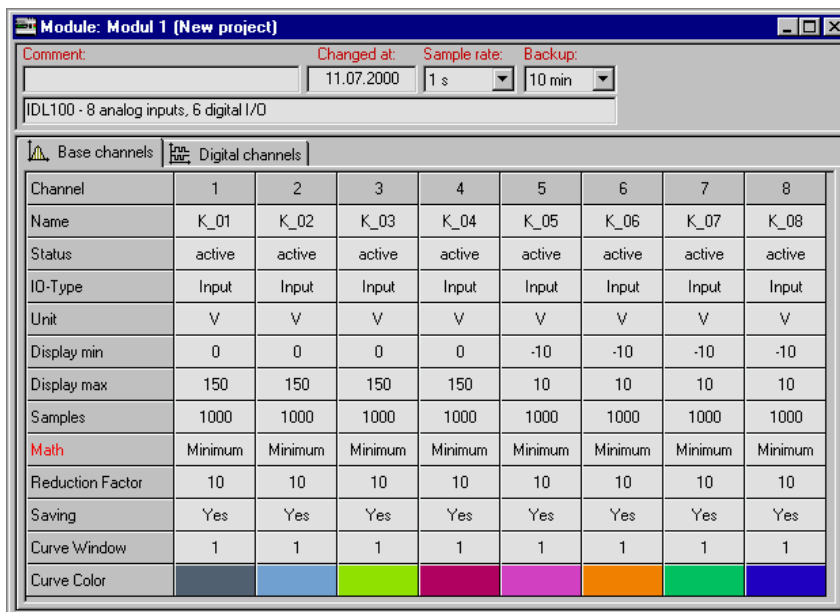 Module: Modul 1 (New project)
Comment: Changed at: Sample rate: Backup:
11.07.2000 1 s 10 min
IDL100 - 8 analog inputs, 6 digital I/O
Base channels Digital channels
Channel 1 2 3 4 5 6 7 8
Name K_01 K_02 K_03 K_04 K_05 K_06 K_07 K_08
Status active active active active active active active active
IO-Type Input Input Input Input Input Input Input Input
Unit V V V V V V V V
Display min 0 0 0 0 -10 -10 -10 -10
Display max 150 150 150 150 10 10 10 10
Samples 1000 1000 1000 1000 1000 1000 1000 1000
Math Minimum Minimum Minimum Minimum Minimum Minimum Minimum Minimum
Reduction Factor 10 10 10 10 10 10 10 10
Saving Yes Yes Yes Yes Yes Yes Yes Yes
Curve Window 1 1 1 1 1 1 1 1
Curve Color